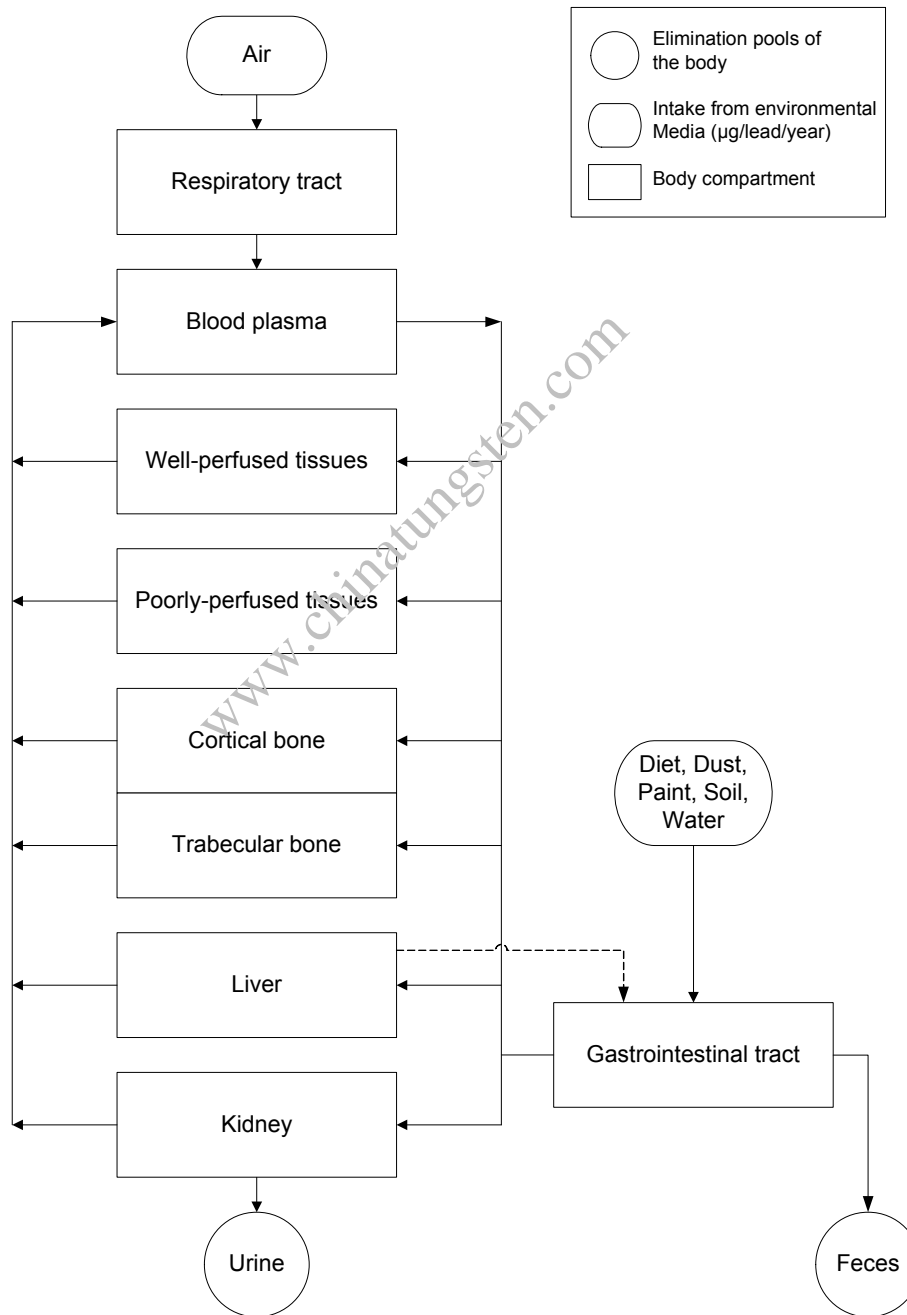 Air
Elimination pools of
the body
Intake from environmental
Media (µg/lead/year)
Body compartment
Respiratory tract
Blood plasma
Well-perfused tissues
Poorly-perfused tissues
www.chinatungsten.com
Cortical bone
Trabecular bone
Diet, Dust,
Paint, Soil,
Water
Liver
Gastrointestinal tract
Kidney
Urine
Feces